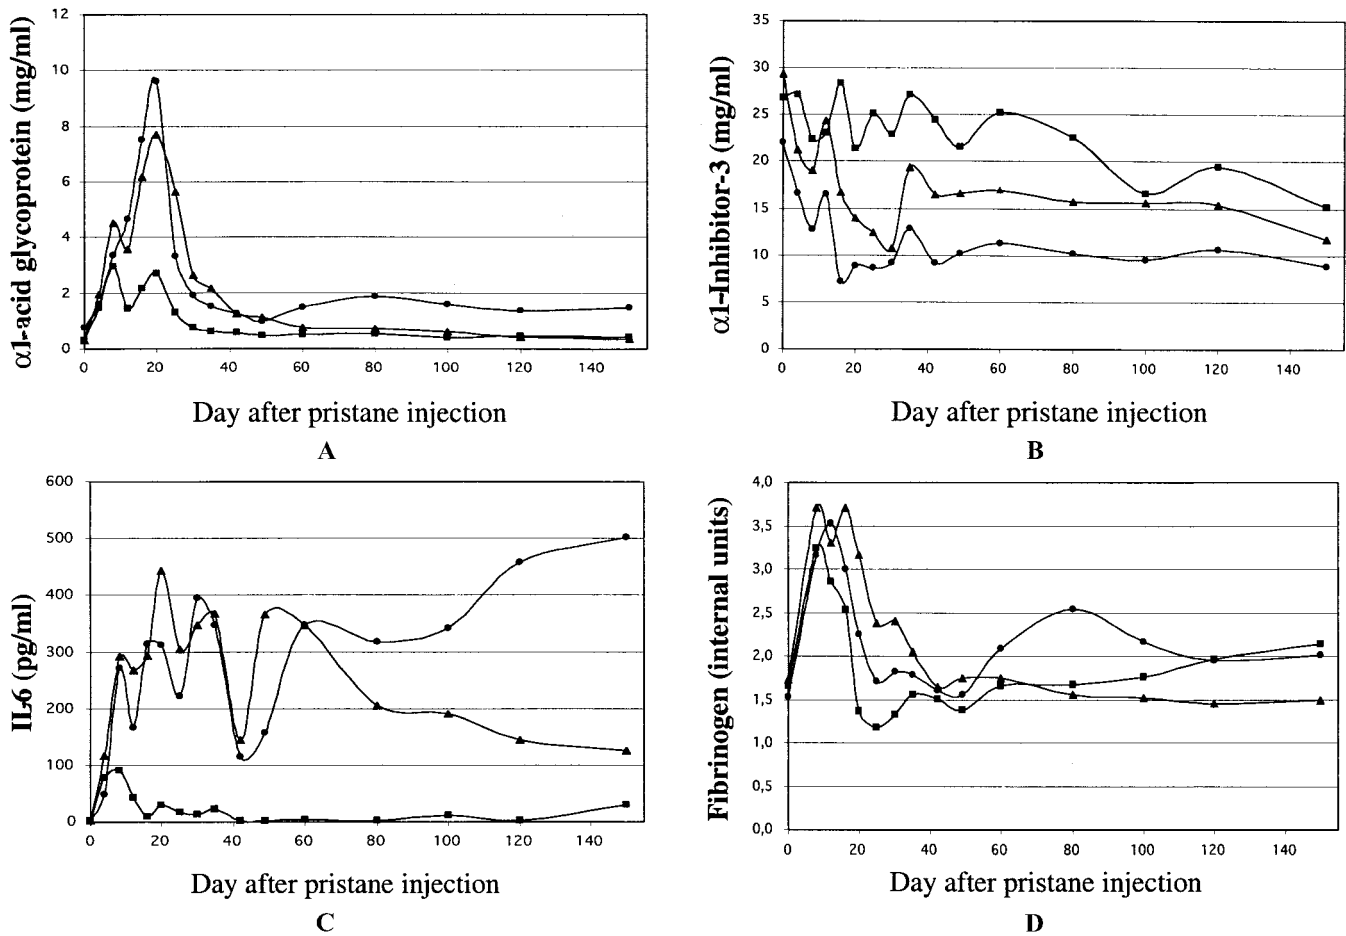 α1-acid glycoprotein (mg/ml)
12
10
8
6
4
2
0
0 20 40 60 80 100 120 140
Day after pristane injection
A
α1-Inhibitor-3 (mg/ml)
35
30
25
20
15
10
5
0
0 20 40 60 80 100 120 140
Day after pristane injection
B
IL6 (pg/ml)
600
500
400
300
200
100
0
0 20 40 60 80 100 120 140
Day after pristane injection
C
Fibrinogen (internal units)
4,0
3,5
3,0
2,5
2,0
1,5
1,0
0,5
0,0
0 20 40 60 80 100 120 140
Day after pristane injection
D